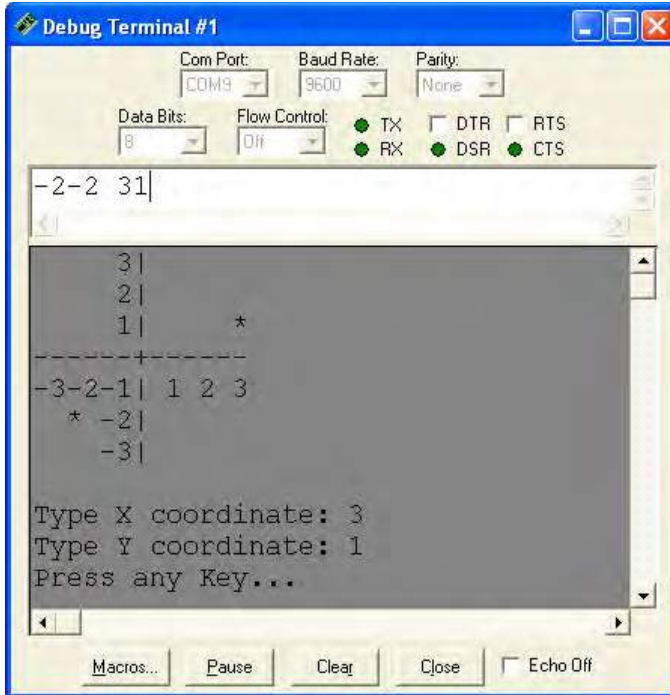 Debug Terminal #1
Com Port: Baud Rate: Parity:
COM9 9600 None
Data Bits: Flow Control: TX DTR RTS
8 Off RX DSR CTS
-2-2 31
3|
2|
1| *
------+------
-3-2-1| 1 2 3
* -2|
-3|
Type X coordinate: 3
Type Y coordinate: 1
Press any Key...
Macros... Pause Clear Close Echo Off